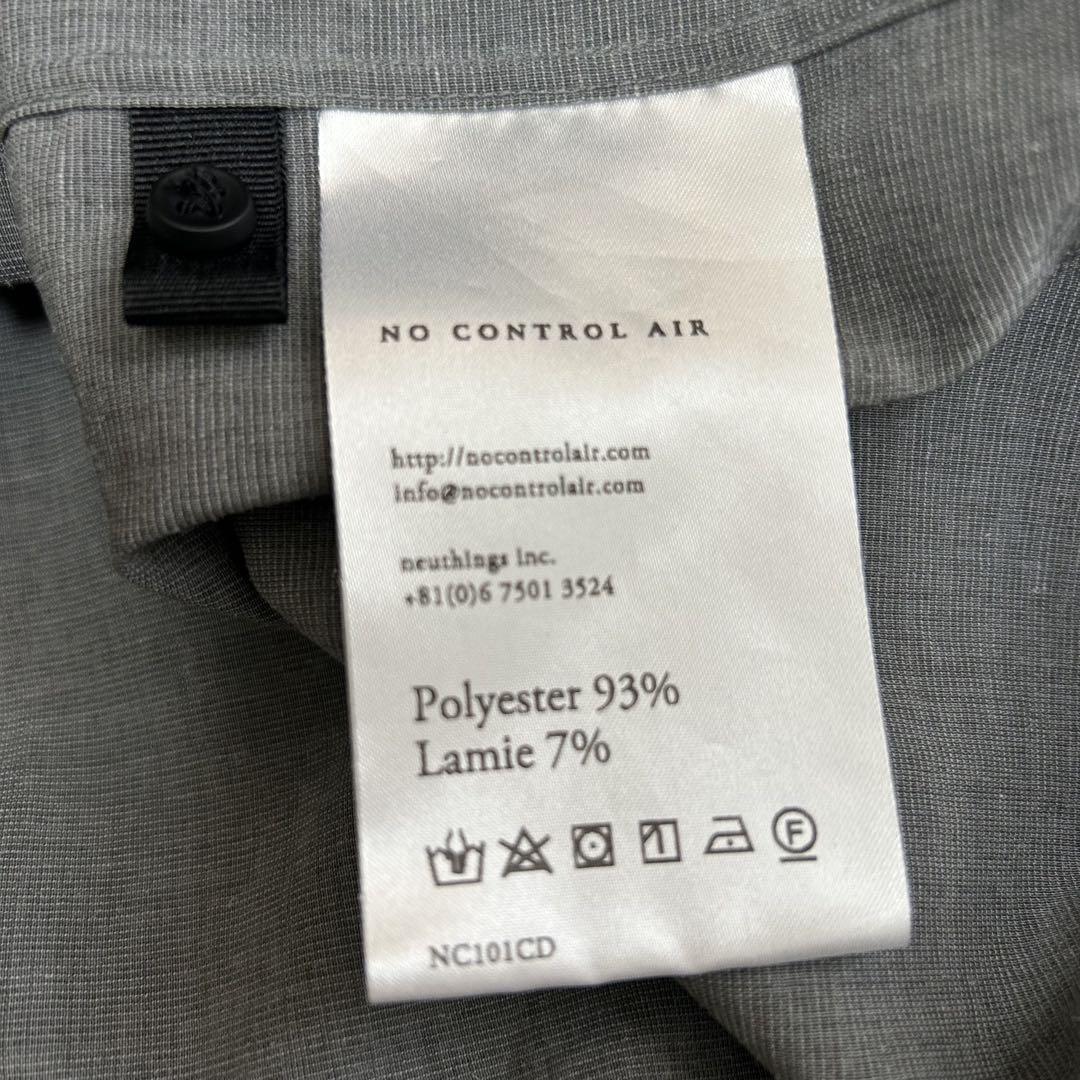 NO CONTROL AIR
http://nocontrolair.com
info@nocontrolair.com
neuthings inc.
+81(0)6 7501 3524
Polyester 93%
Lamie 7%
F
NC101CD